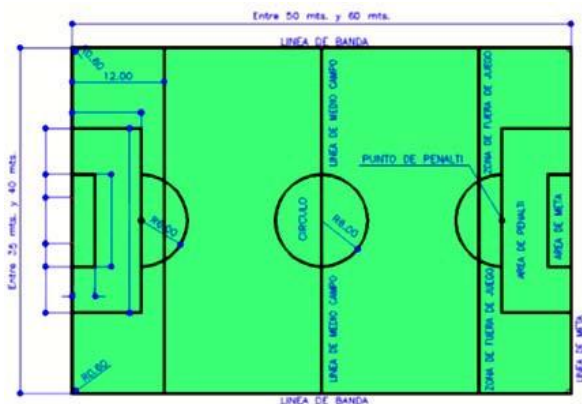 Entre 50 mts. y 60 mts.
LINEA DE BANDA
R0.60
12.00
LINEA DE MEDIO CAMPO
ZONA DE FUERA DE JUEGO
PUNTO DE PENALTI
Entre 35 mts. y 40 mts.
R6.00
CIRCULO
R6.00
AREA DE PENALTI
AREA DE META
LINEA DE MEDIO CAMPO
ZONA DE FUERA DE JUEGO
LINEA DE META
R0.60
LINEA DE BANDA